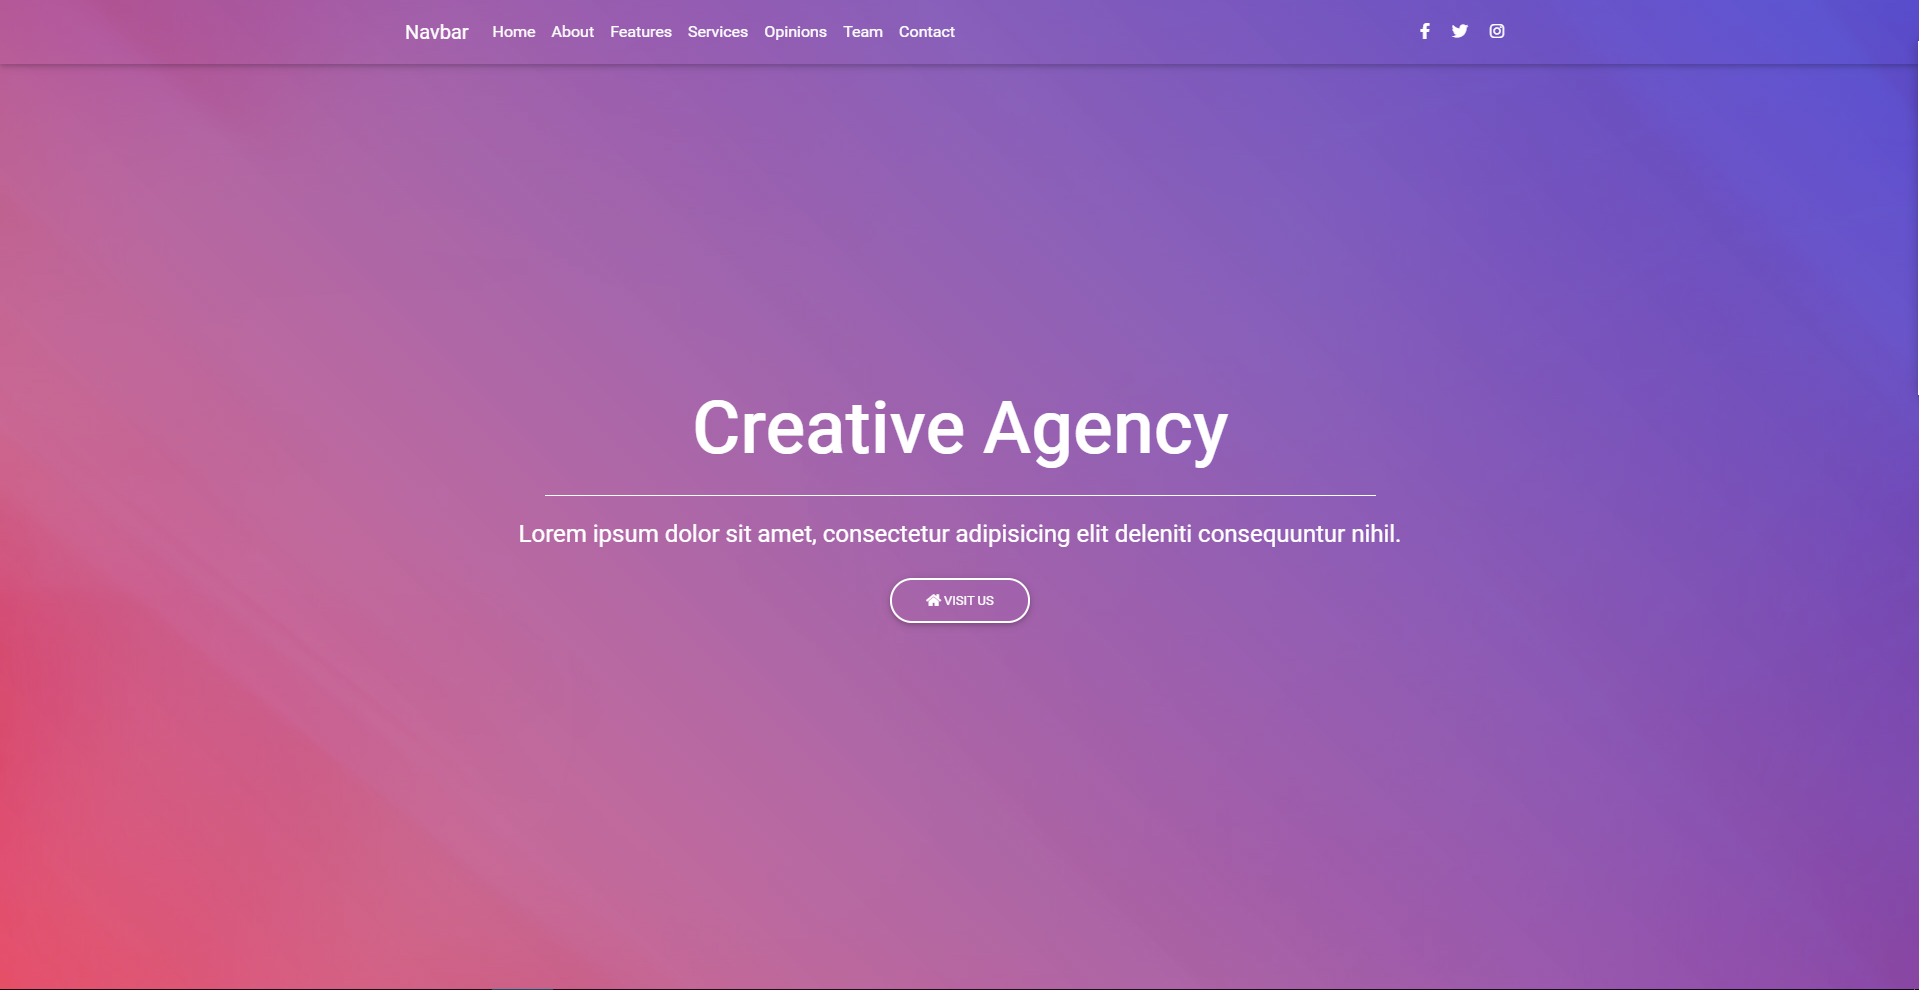 Navbar Home About Features Services Opinions Team Contact
Creative Agency
Lorem ipsum dolor sit amet, consectetur adipisicing elit deleniti consequuntur nihil.
VISIT US